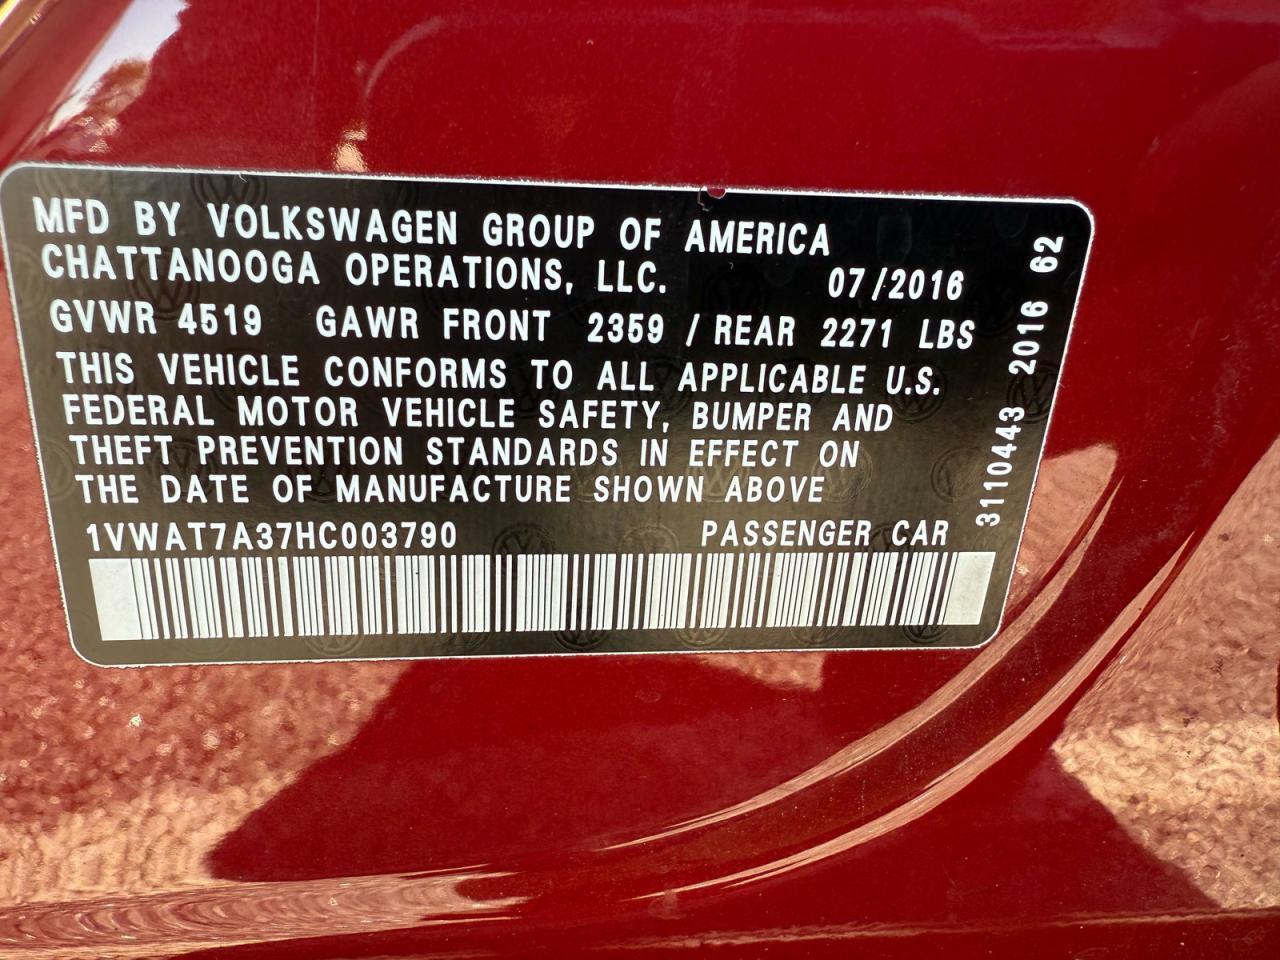 MFD BY VOLKSWAGEN GROUP OF AMERICA
CHATTANOOGA OPERATIONS, LLC. 07/2016
GVWR 4519 GAWR FRONT 2359 / REAR 2271 LBS
THIS VEHICLE CONFORMS TO ALL APPLICABLE U.S.
FEDERAL MOTOR VEHICLE SAFETY, BUMPER AND
THEFT PREVENTION STANDARDS IN EFFECT ON
THE DATE OF MANUFACTURE SHOWN ABOVE
1VWAT7A37HC003790 PASSENGER CAR
31104443 2016 62